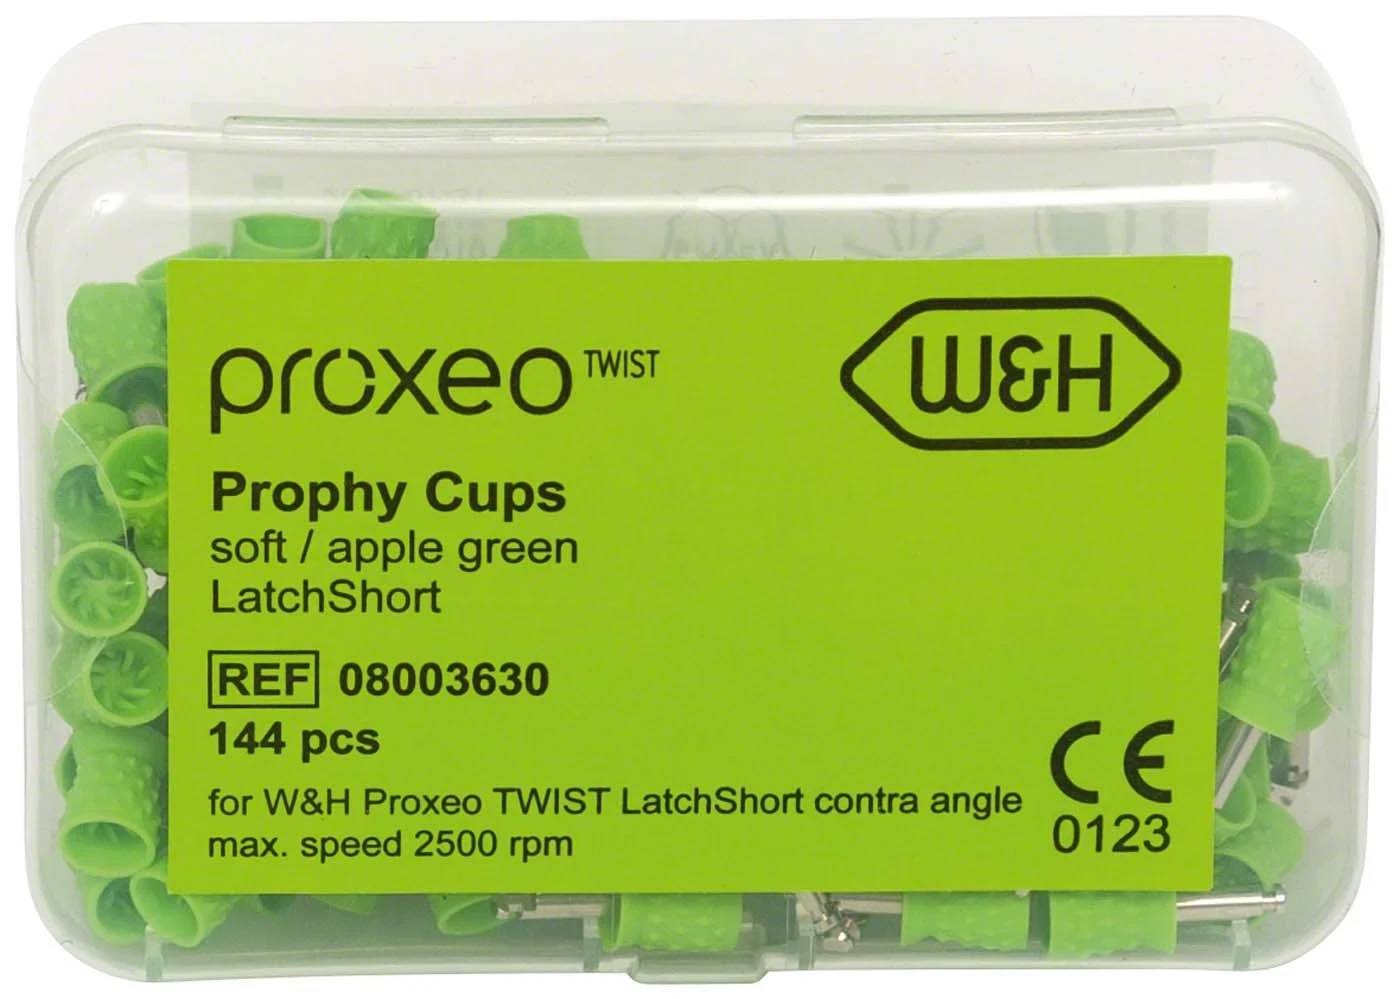 proxeo TWIST
W&H
Prophy Cups
soft / apple green
LatchShort
REF 08003630
144 pcs
for W&H Proxeo TWIST LatchShort contra angle
max. speed 2500 rpm
CE
0123